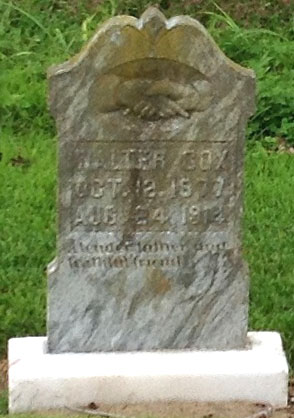 WALTER COX
OCT. 12, 1877
AUG. 24, 1912
A tender father and
faithful friend